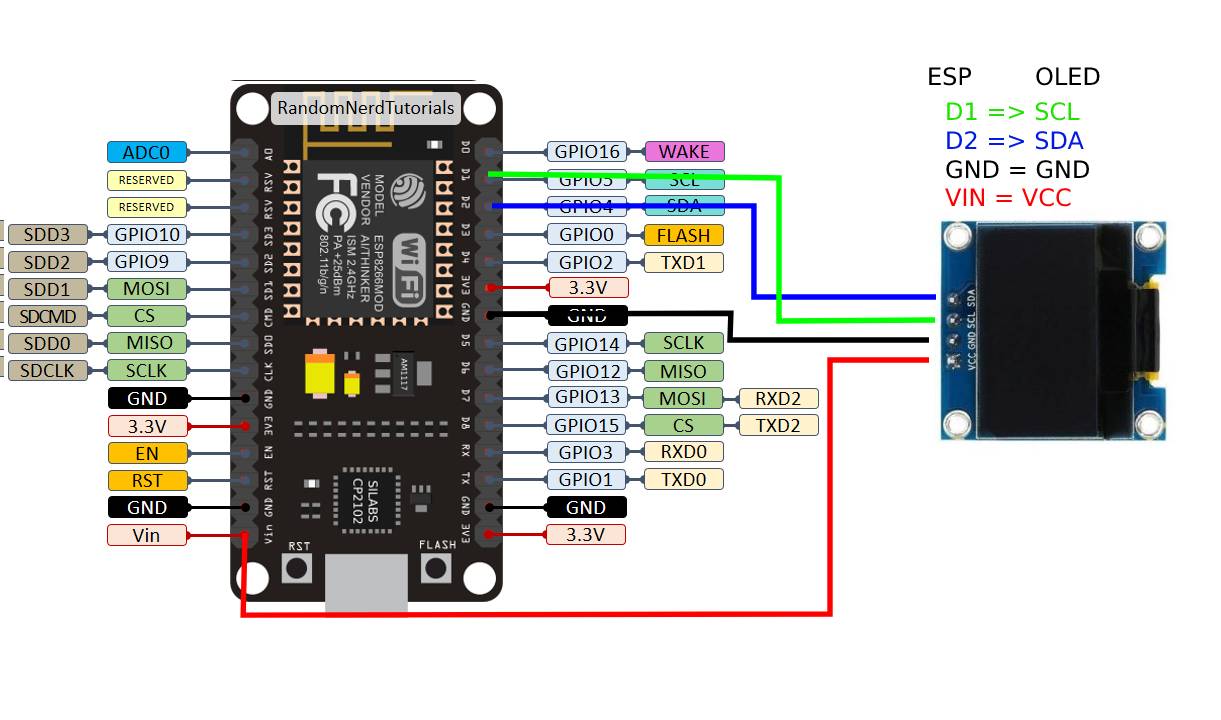 ESP OLED
D1 => SCL
D2 => SDA
GND = GND
VIN = VCC
RandomNerdTutorials
ADC0
RESERVED
RESERVED
SDD3 GPIO10
SDD2 GPIO9
SDD1 MOSI
SDCMD CS
SDD0 MISO
SDCLK SCLK
GND
3.3V
EN
RST
GND
Vin
A0
RSV
RSV
SD3
SD2
SD1
CMD
SD0
CLK
GND
3V3
EN
RST
GND
Vin
FC
MODEL ESP8266MOD
VENDOR AI/THINKER
ISM 2.4GHz
PA +25dBm
802.11b/g/n
Wi Fi
AM1117
SILABS
CP2102
RST
FLASH
D0
D1
D2
D3
D4
3V3
GND
D5
D6
D7
D8
RX
TX
GND
3V3
GPIO16 WAKE
GPIO5 SCL
GPIO4 SDA
GPIO0 FLASH
GPIO2 TXD1
3.3V
GND
GPIO14 SCLK
GPIO12 MISO
GPIO13 MOSI RXD2
GPIO15 CS TXD2
GPIO3 RXD0
GPIO1 TXD0
GND
3.3V
VCC GND SCL SDA